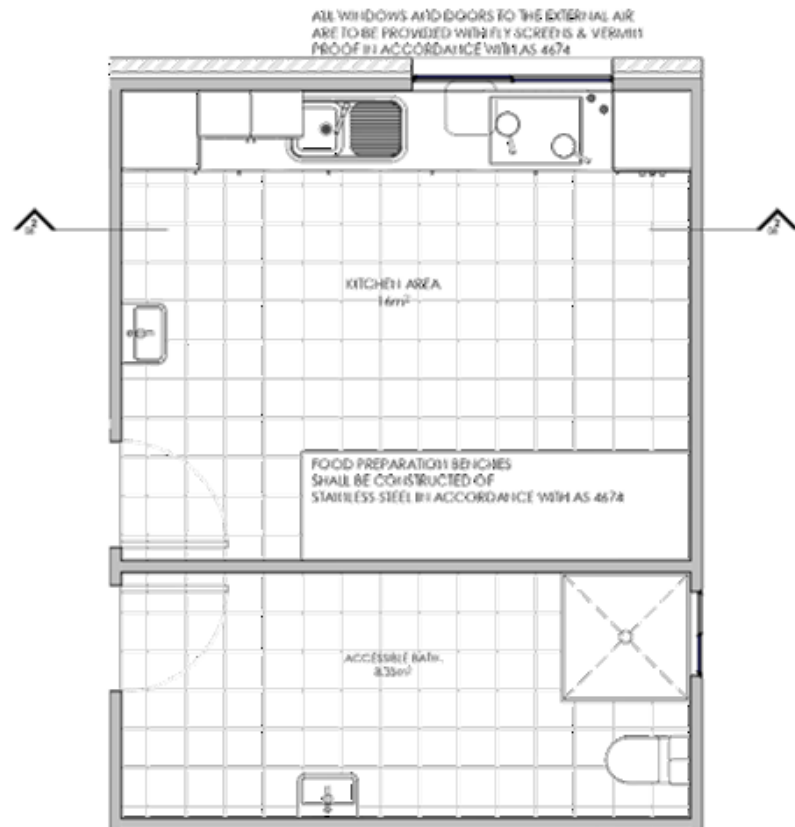 ALL WINDOWS AND DOORS TO THE EXTERNAL AIR
ARE TO BE PROVIDED WITH FLY SCREENS & VERMIN
PROOF IN ACCORDANCE WITH AS 4674
KITCHEN AREA
16m²
FOOD PREPARATION BENCHES
SHALL BE CONSTRUCTED OF
STAINLESS STEEL IN ACCORDANCE WITH AS 4674
ACCESSIBLE BATH.